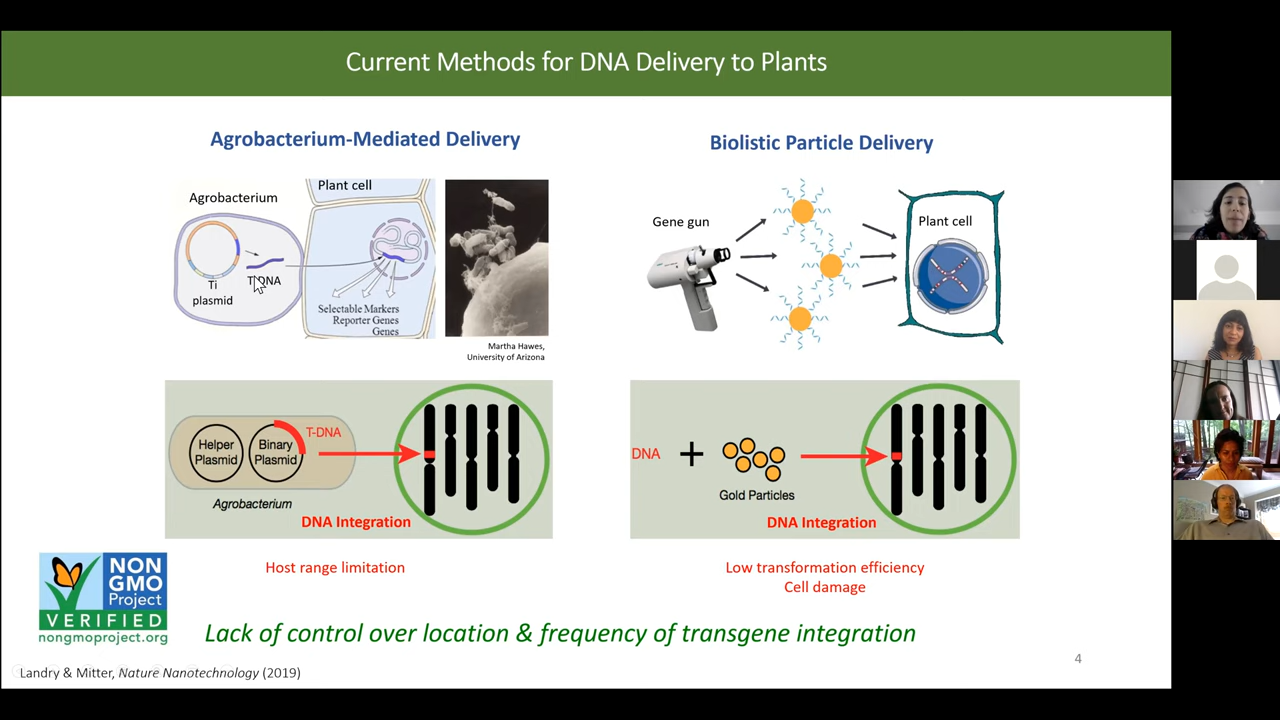 Current Methods for DNA Delivery to Plants
Agrobacterium-Mediated Delivery
Agrobacterium
Plant cell
Ti
plasmid
T-DNA
Selectable Markers
Reporter Genes
Genes
Martha Hawes,
University of Arizona
Helper
Plasmid
Binary
Plasmid
T-DNA
Agrobacterium
DNA Integration
Host range limitation
Biolistic Particle Delivery
Gene gun
Plant cell
DNA
+
Gold Particles
DNA Integration
Low transformation efficiency
Cell damage
NON
GMO
Project
VERIFIED
nongmoproject.org
Lack of control over location & frequency of transgene integration
Landry & Mitter, Nature Nanotechnology (2019)
4